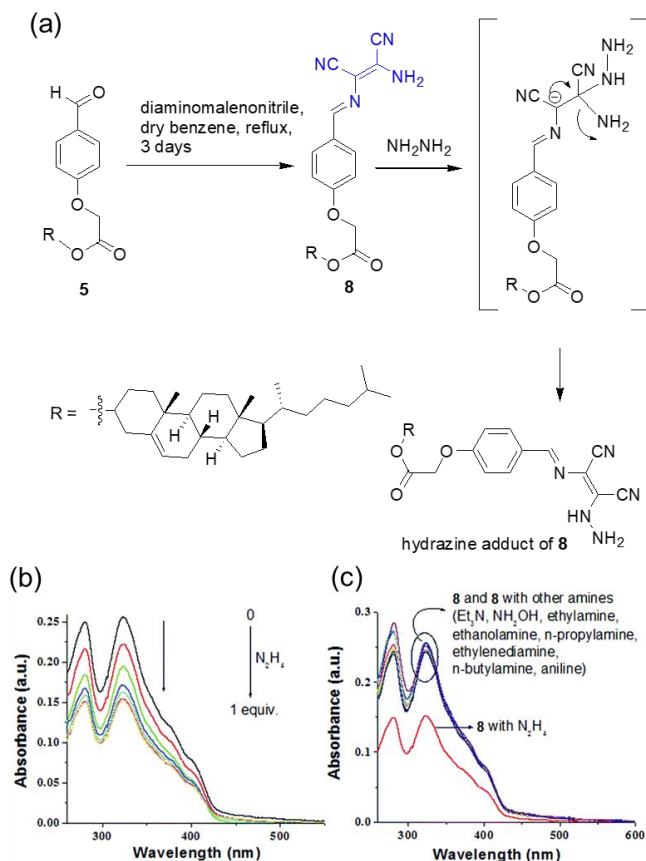 (a)
O
O
R
O
O
5
diaminomalenonitrile,
dry benzene, reflux,
3 days
CN
CN
NH2
N
O
R
O
O
8
NH2NH2
NH2
CN
NH
CN
NH2
N
O
R
O
O
R =
H
H
H
R
O
O
O
N
CN
CN
HN
NH2
hydrazine adduct of 8
(b)
Absorbance (a.u.)
0.25
0.20
0.15
0.10
0.05
0.00
0
N2H4
1 equiv.
300
400
500
Wavelength (nm)
(c)
Absorbance (a.u.)
0.3
0.2
0.1
0.0
8 and 8 with other amines
(Et3N, NH2OH, ethylamine,
ethanolamine, n-propylamine,
ethylenediamine,
n-butylamine, aniline)
8 with N2H4
300
400
500
600
Wavelength (nm)